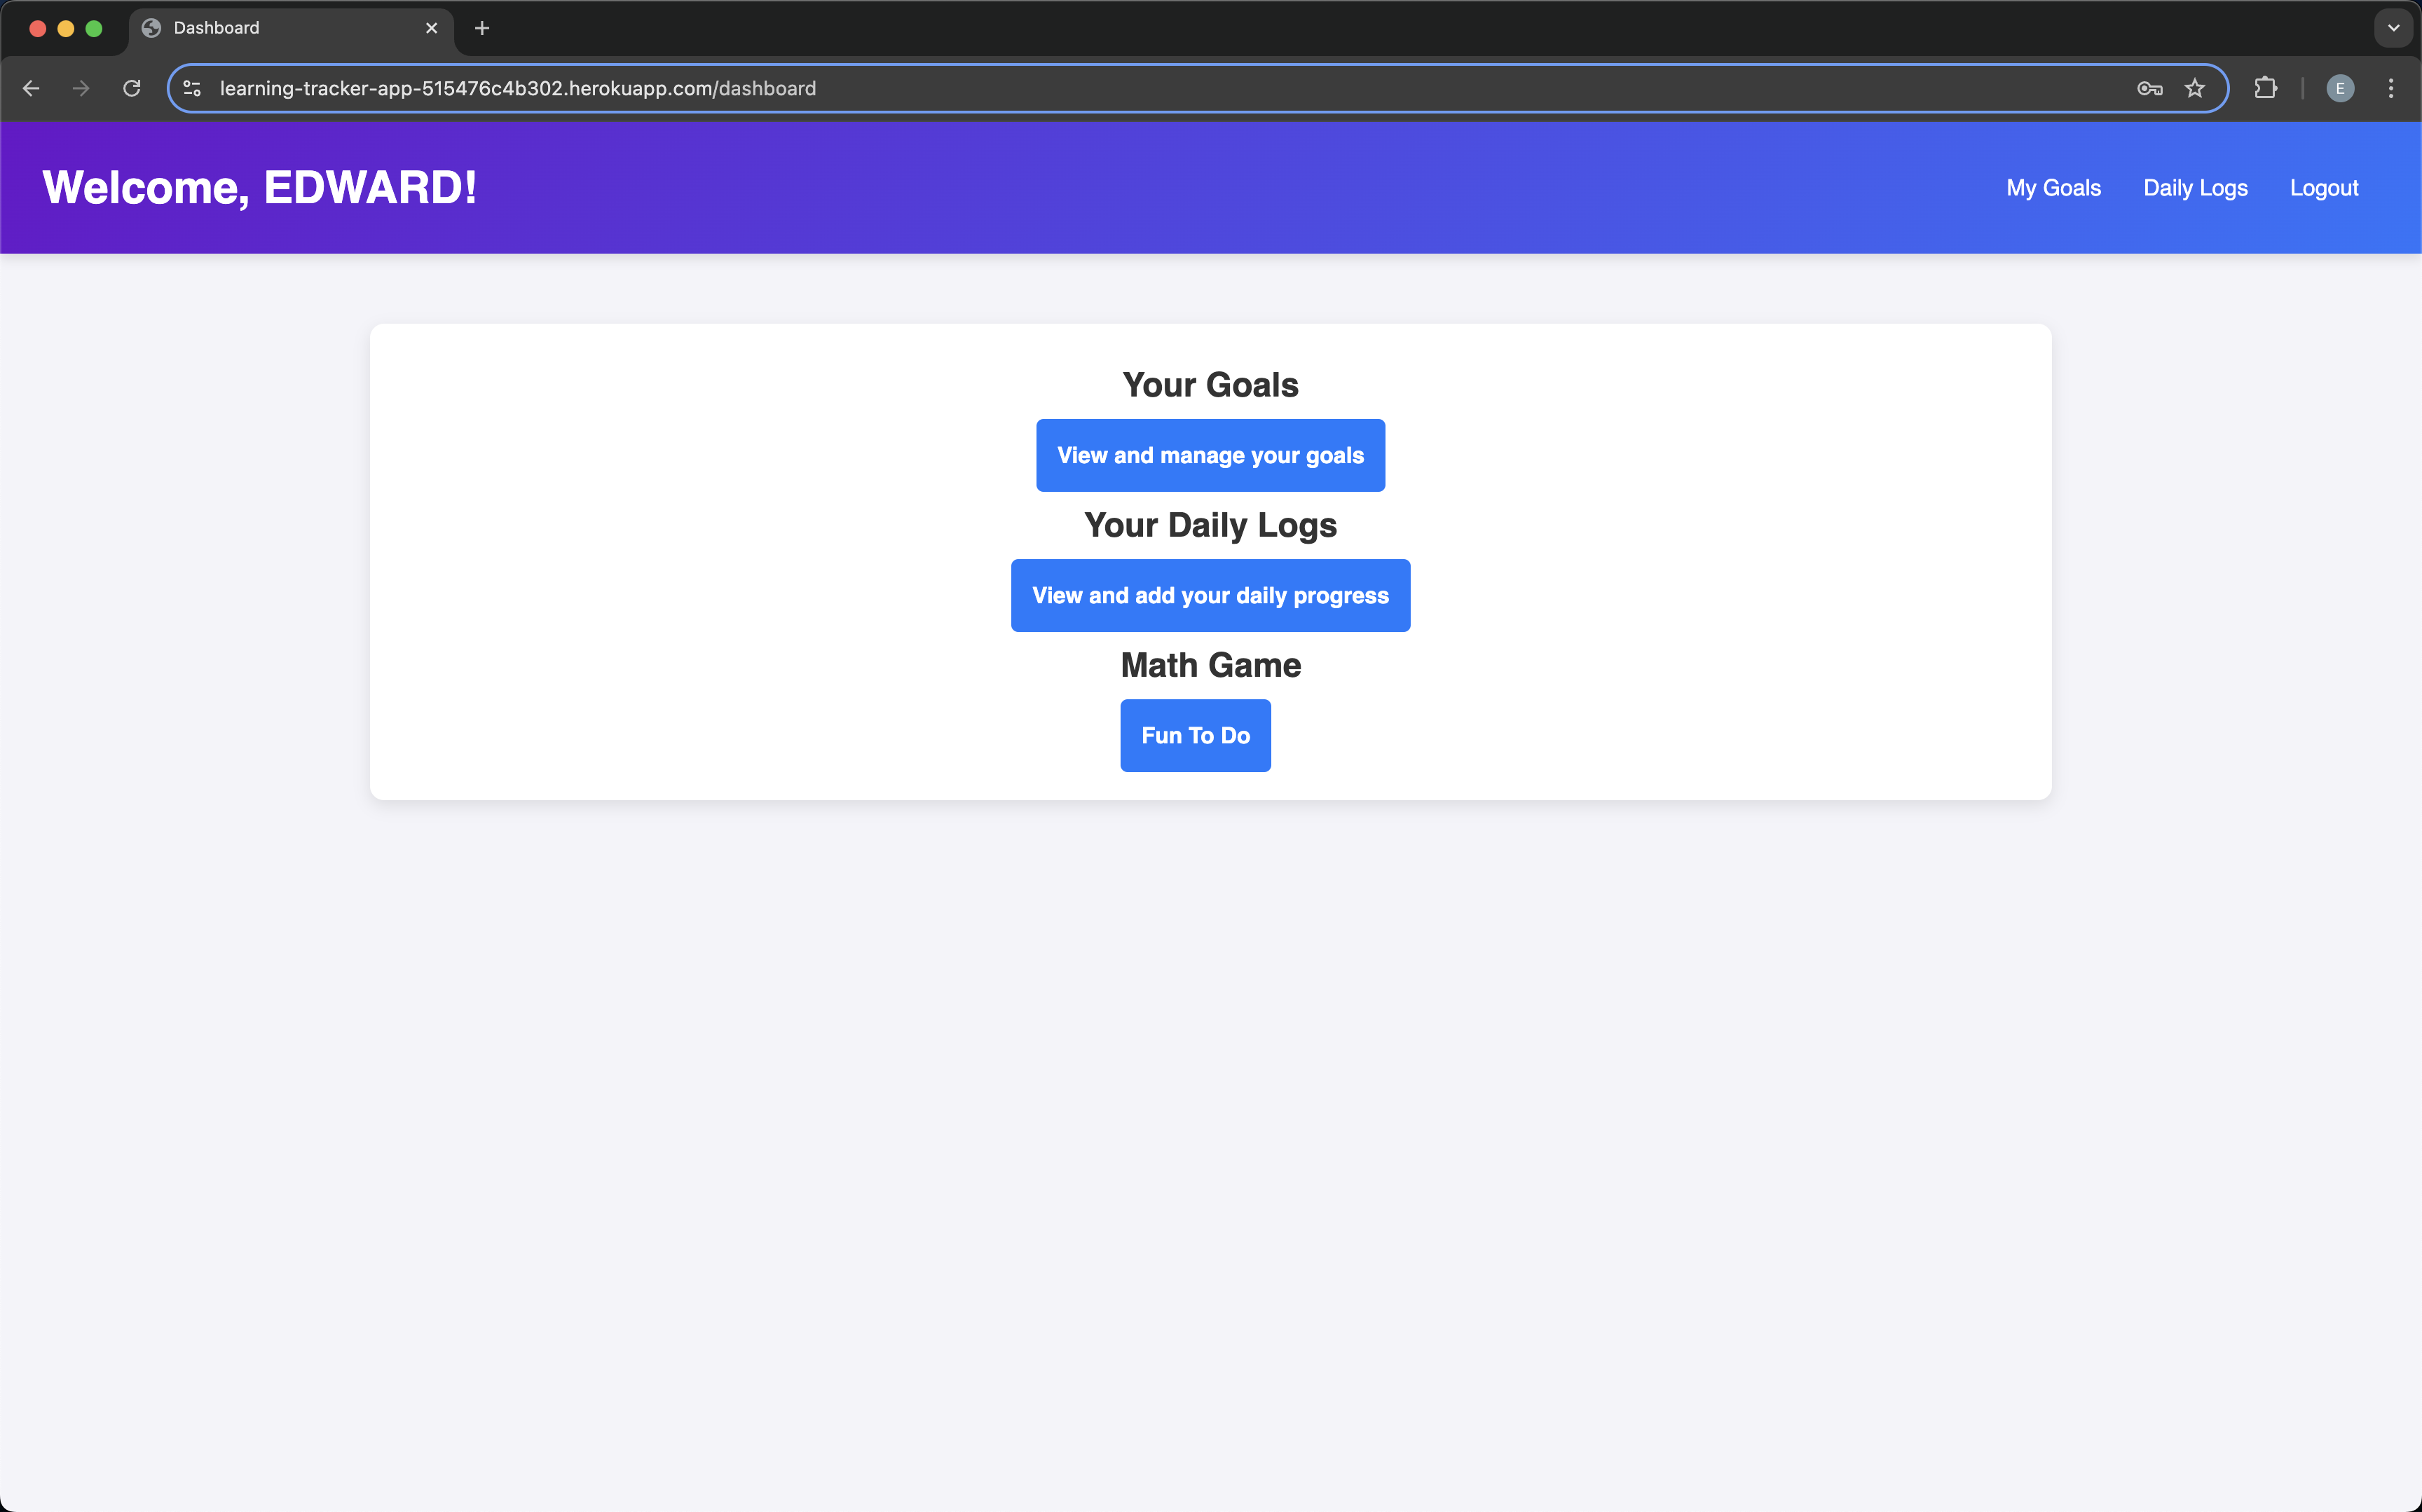 Dashboard
learning-tracker-app-515476c4b302.herokuapp.com/dashboard
E
Welcome, EDWARD!
My Goals
Daily Logs
Logout
Your Goals
View and manage your goals
Your Daily Logs
View and add your daily progress
Math Game
Fun To Do